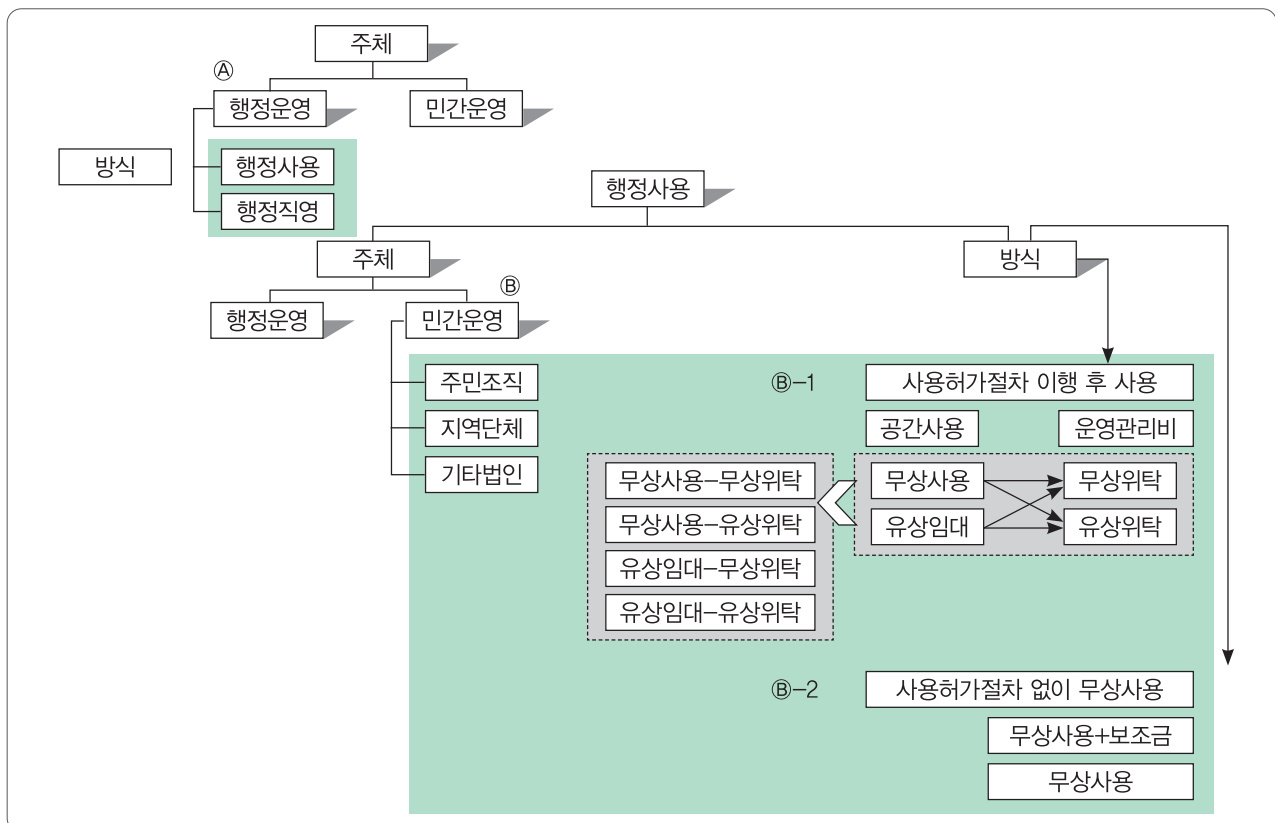 주체
Ⓐ
행정운영
민간운영
방식
행정사용
행정직영
행정사용
주체
방식
Ⓑ
행정운영
민간운영
주민조직
지역단체
기타법인
Ⓑ-1
사용허가절차 이행 후 사용
공간사용
운영관리비
무상사용-무상위탁
무상사용-유상위탁
유상임대-무상위탁
유상임대-유상위탁
무상사용
무상위탁
유상임대
유상위탁
Ⓑ-2
사용허가절차 없이 무상사용
무상사용+보조금
무상사용